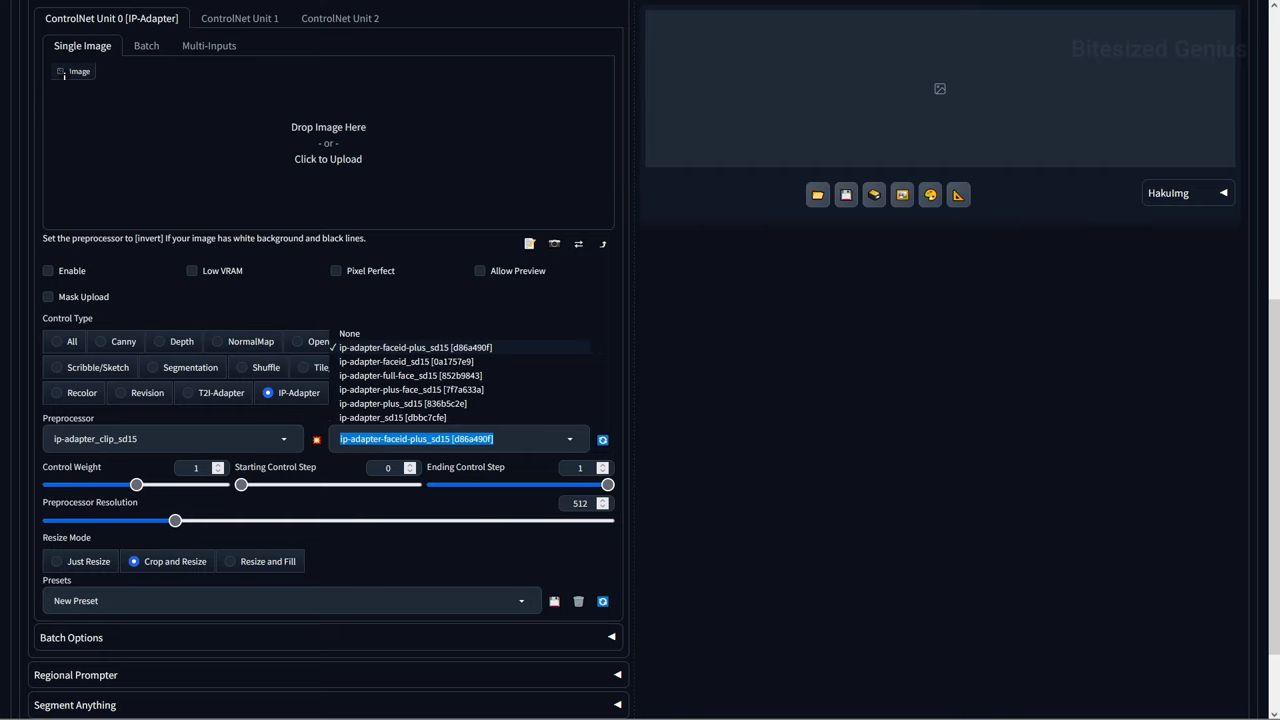 ControlNet Unit 0 [IP-Adapter] ControlNet Unit 1 ControlNet Unit 2
Bitesized Genius
Single Image Batch Multi-Inputs
Image
Drop Image Here
- or -
Click to Upload
HakuImg
Set the preprocessor to [invert] If your image has white background and black lines.
Enable Low VRAM Pixel Perfect Allow Preview
Mask Upload
Control Type
None
All Canny Depth NormalMap Open
ip-adapter-faceid-plus_sd15 [d86a490f]
ip-adapter-faceid_sd15 [0a1757e9]
Scribble/Sketch Segmentation Shuffle Tile
ip-adapter-full-face_sd15 [852b9843]
ip-adapter-plus-face_sd15 [7f7a633a]
Recolor Revision T2I-Adapter IP-Adapter
ip-adapter-plus_sd15 [836b5c2e]
ip-adapter_sd15 [dbbc7cfe]
Preprocessor
ip-adapter_clip_sd15 ip-adapter-faceid-plus_sd15 [d86a490f]
Control Weight 1 Starting Control Step 0 Ending Control Step 1
Preprocessor Resolution 512
Resize Mode
Just Resize Crop and Resize Resize and Fill
Presets
New Preset
Batch Options
Regional Prompter
Segment Anything